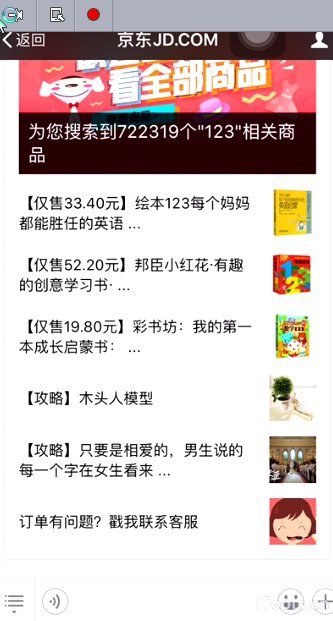 返回
京东JD.COM
看全部商品
为您搜索到722319个"123"相关商
品
【仅售33.40元】绘本123每个妈妈
都能胜任的英语 ...
【仅售52.20元】邦臣小红花·有趣
的创意学习书· ...
【仅售19.80元】彩书坊：我的第一
本成长启蒙书： ...
【攻略】木头人模型
【攻略】只要是相爱的，男生说的
每一个字在女生看来 ...
订单有问题？戳我联系客服